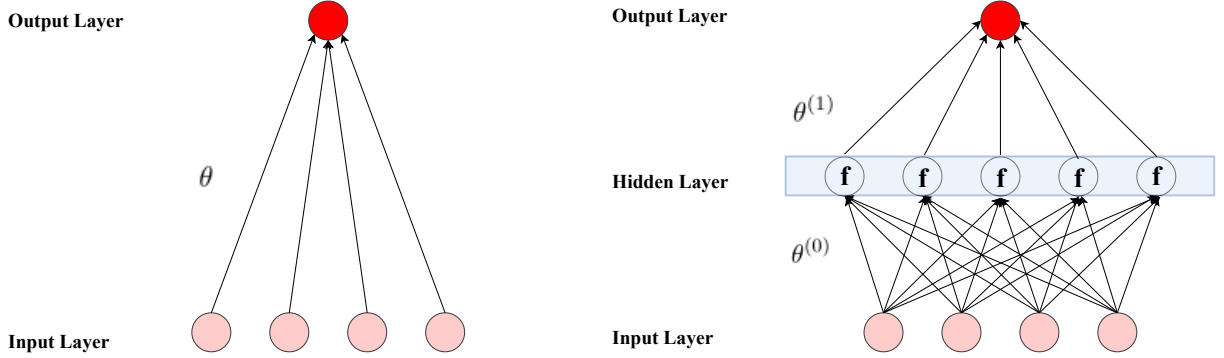 Output Layer
θ
Input Layer
Output Layer
θ^(1)
Hidden Layer
f f f f f
θ^(0)
Input Layer